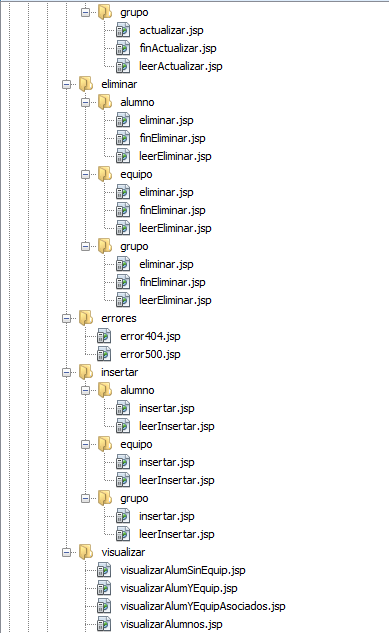 grupo
actualizar.jsp
finActualizar.jsp
leerActualizar.jsp
eliminar
alumno
eliminar.jsp
finEliminar.jsp
leerEliminar.jsp
equipo
eliminar.jsp
finEliminar.jsp
leerEliminar.jsp
grupo
eliminar.jsp
finEliminar.jsp
leerEliminar.jsp
errores
error404.jsp
error500.jsp
insertar
alumno
insertar.jsp
leerInsertar.jsp
equipo
insertar.jsp
leerInsertar.jsp
grupo
insertar.jsp
leerInsertar.jsp
visualizar
visualizarAlumSinEquip.jsp
visualizarAlumYEquip.jsp
visualizarAlumYEquipAsociados.jsp
visualizarAlumnos.jsp